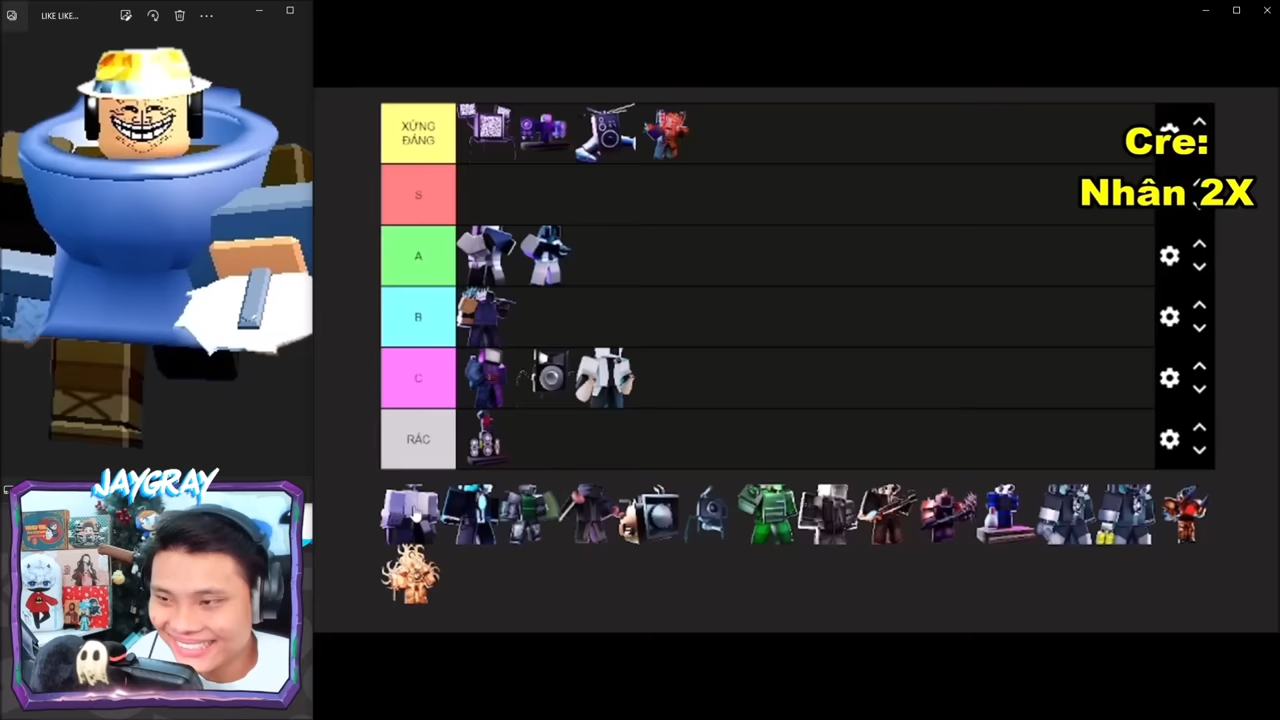 LIKE LIKE...
XỨNG
ĐÁNG
S
A
B
C
RÁC
Cre:
Nhân 2X
JAYGRAY